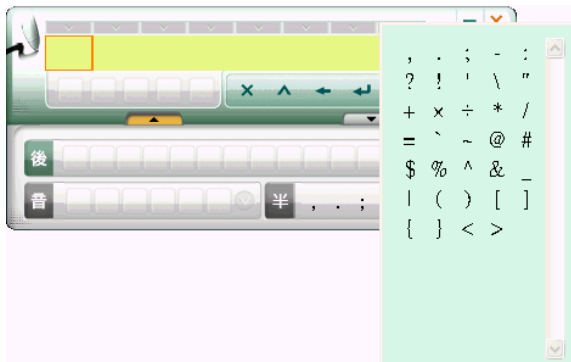 , . ; - :
? ! ' \ "
+ × ÷ * /
= ` ~ @ #
$ % ^ & _
| ( ) [ ]
{ } < >
後
音
半 , . ;